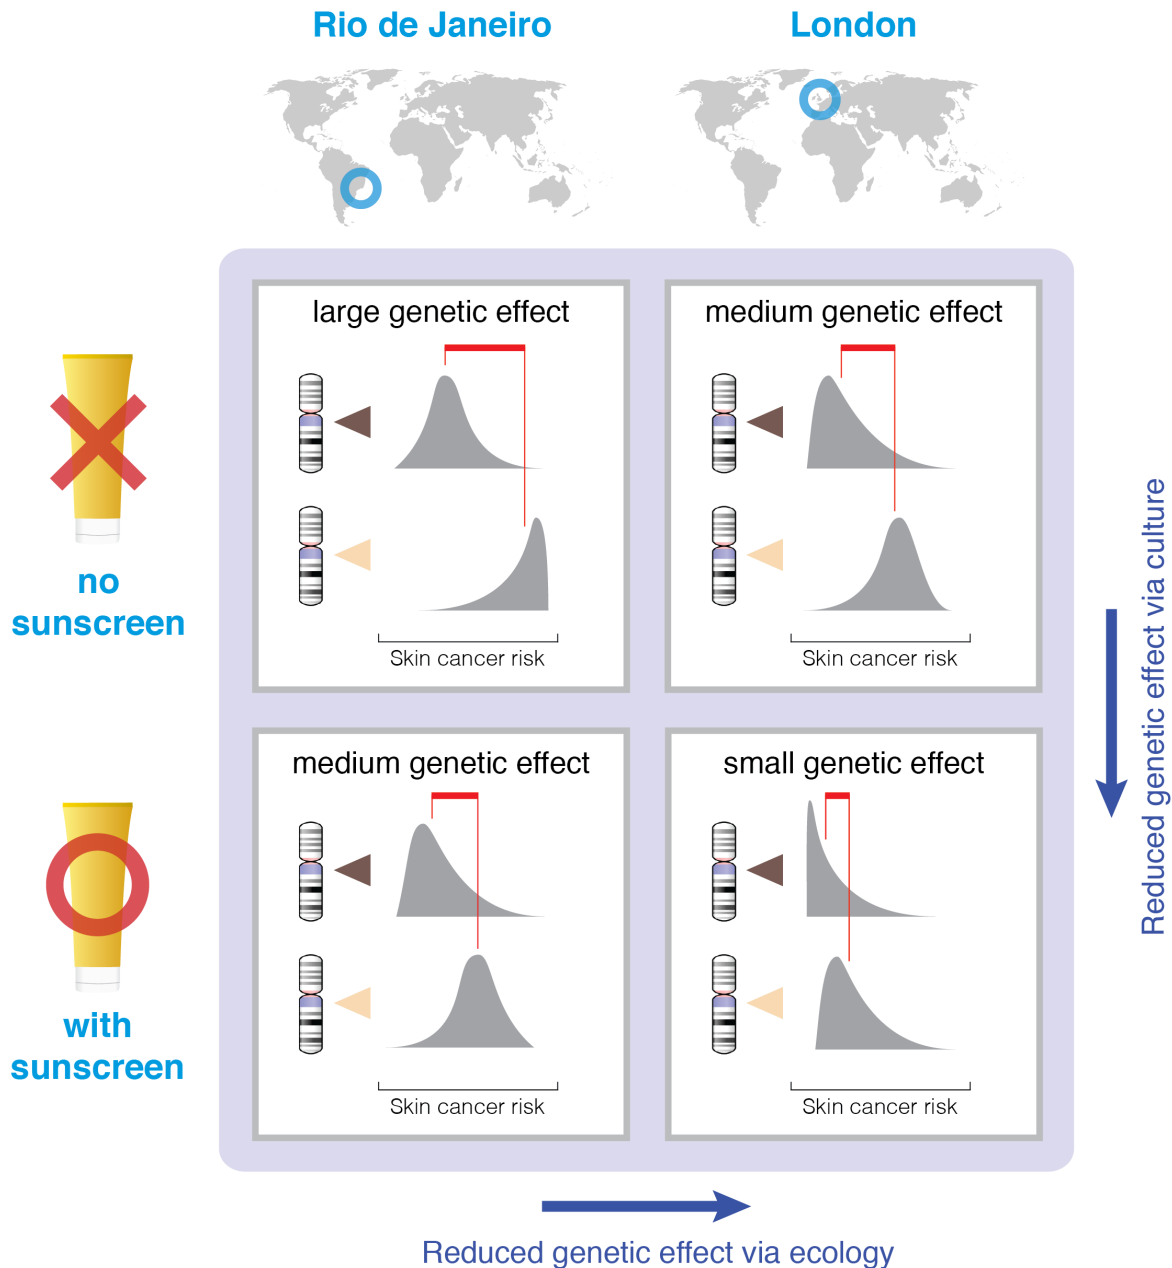 Rio de Janeiro
London
large genetic effect
medium genetic effect
no
sunscreen
Skin cancer risk
Skin cancer risk
medium genetic effect
small genetic effect
with
sunscreen
Skin cancer risk
Skin cancer risk
Reduced genetic effect via culture
Reduced genetic effect via ecology